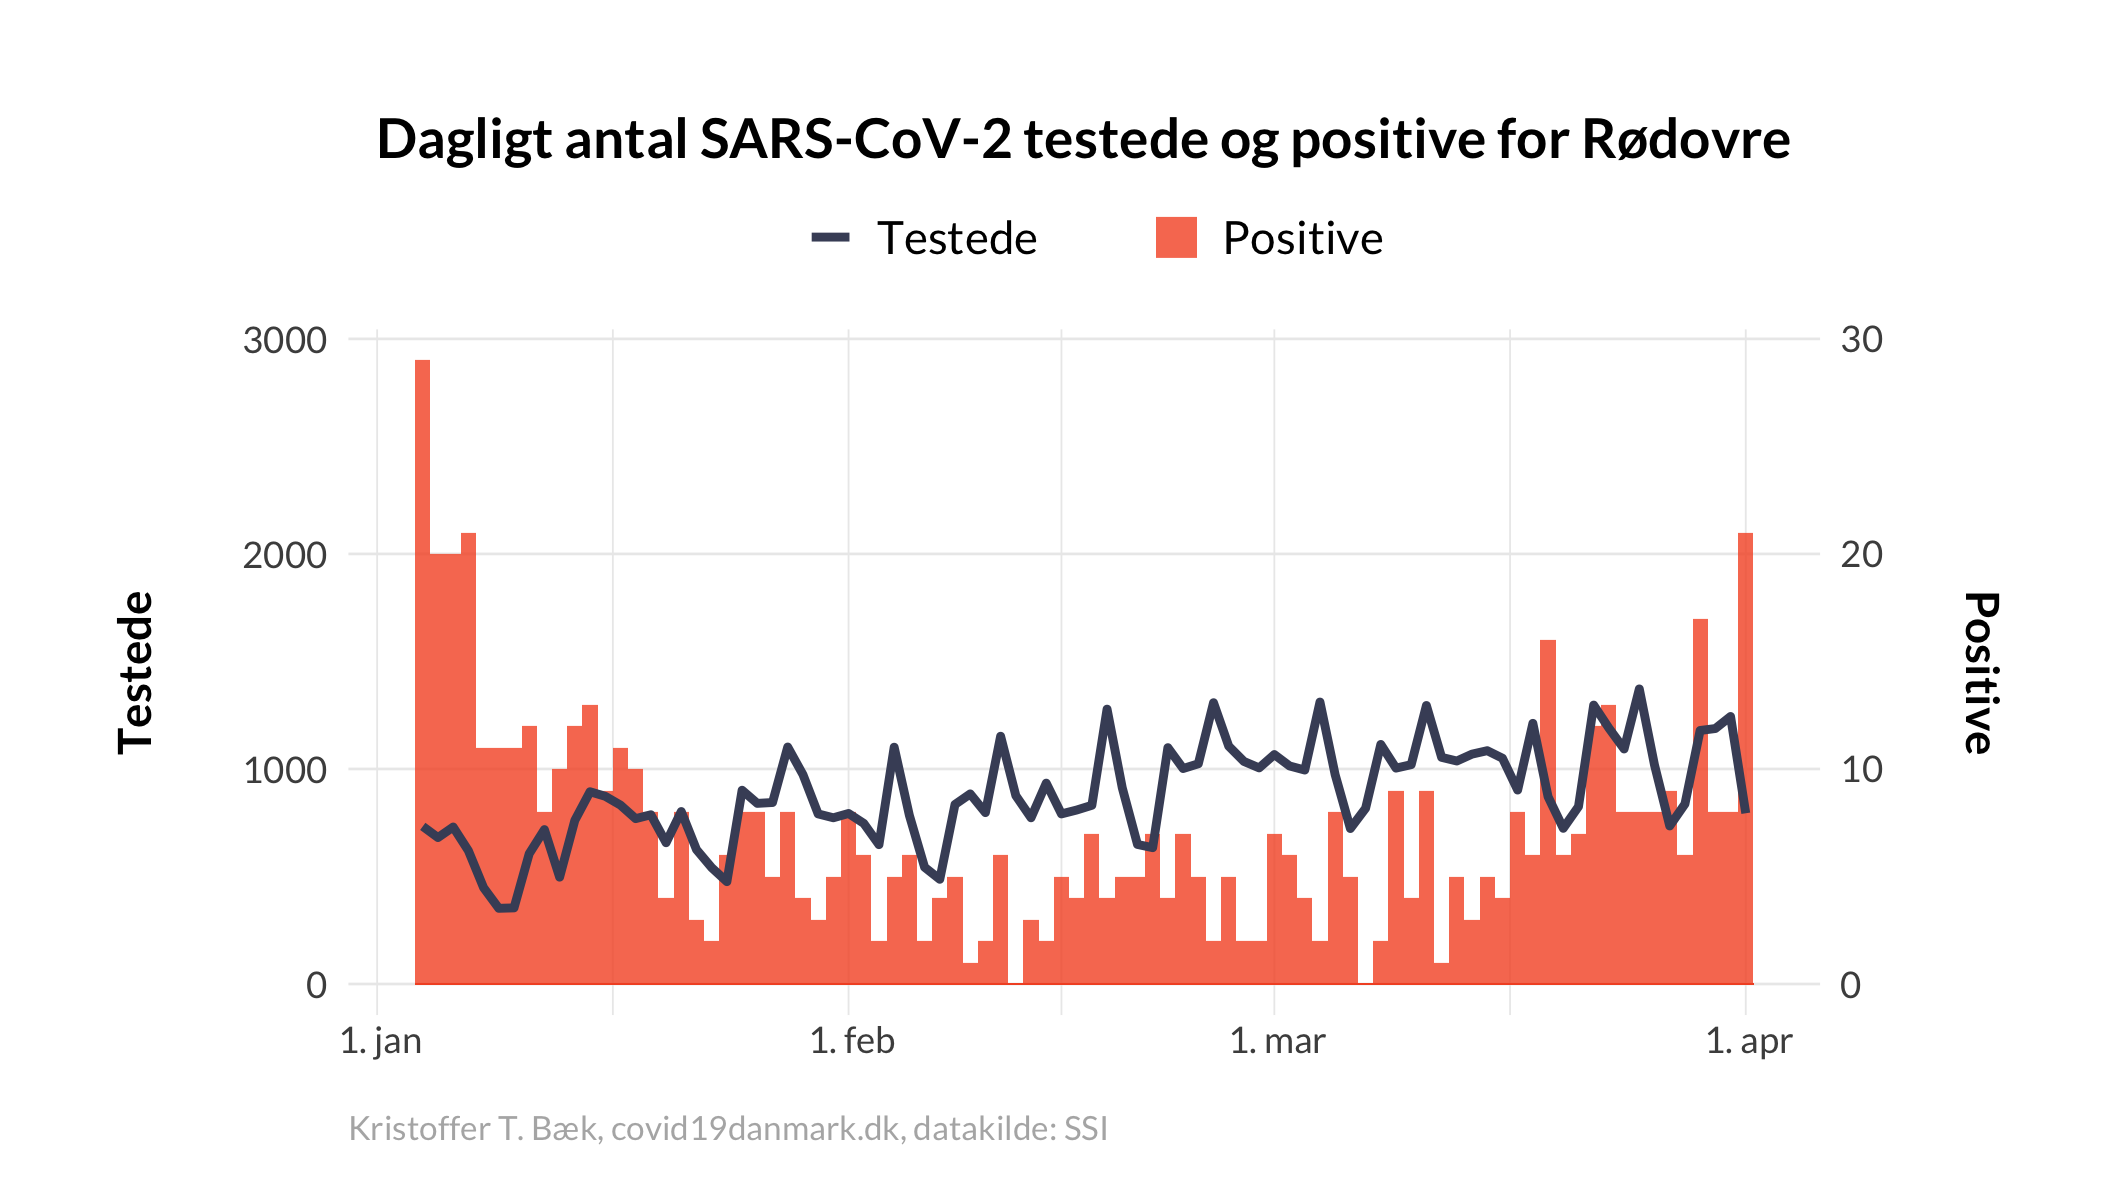 Dagligt antal SARS-CoV-2 testede og positive for Rødovre
Testede Positive
3000 30
2000 20
1000 10
0 0
Testede
Positive
1. jan 1. feb 1. mar 1. apr
Kristoffer T. Bæk, covid19danmark.dk, datakilde: SSI